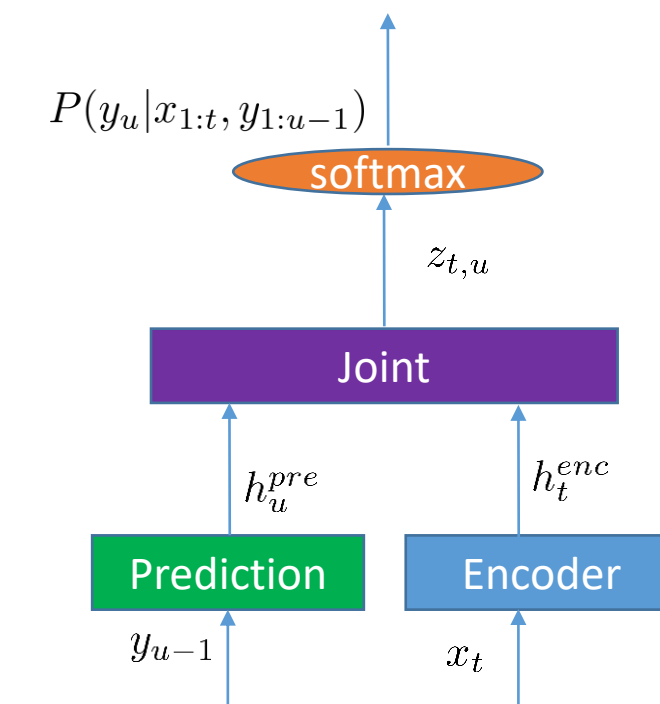 P(y_u|x_{1:t}, y_{1:u−1})
softmax
z_{t,u}
Joint
h_u^{pre}
h_t^{enc}
Prediction
Encoder
y_{u−1}
x_t